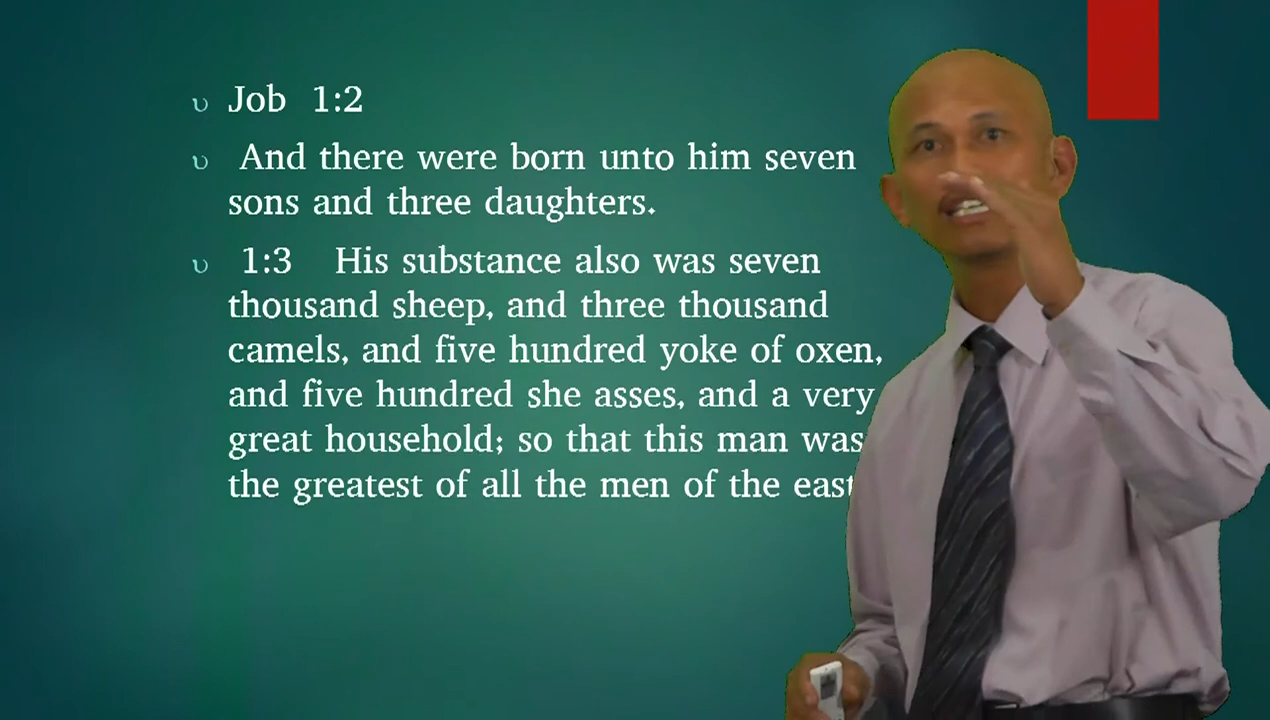 Job 1:2
And there were born unto him seven
sons and three daughters.
1:3 His substance also was seven
thousand sheep, and three thousand
camels, and five hundred yoke of oxen,
and five hundred she asses, and a very
great household; so that this man was
the greatest of all the men of the east